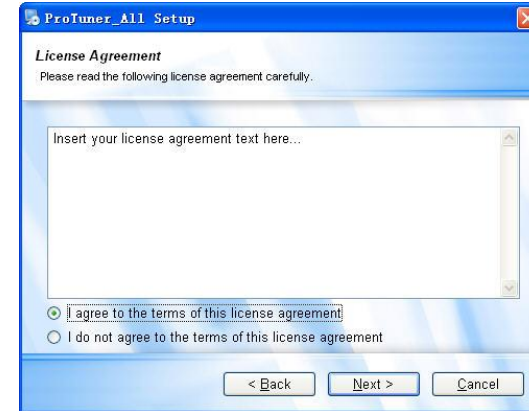 ProTuner_All Setup
License Agreement
Please read the following license agreement carefully.
Insert your license agreement text here...
I agree to the terms of this license agreement
I do not agree to the terms of this license agreement
< Back
Next >
Cancel